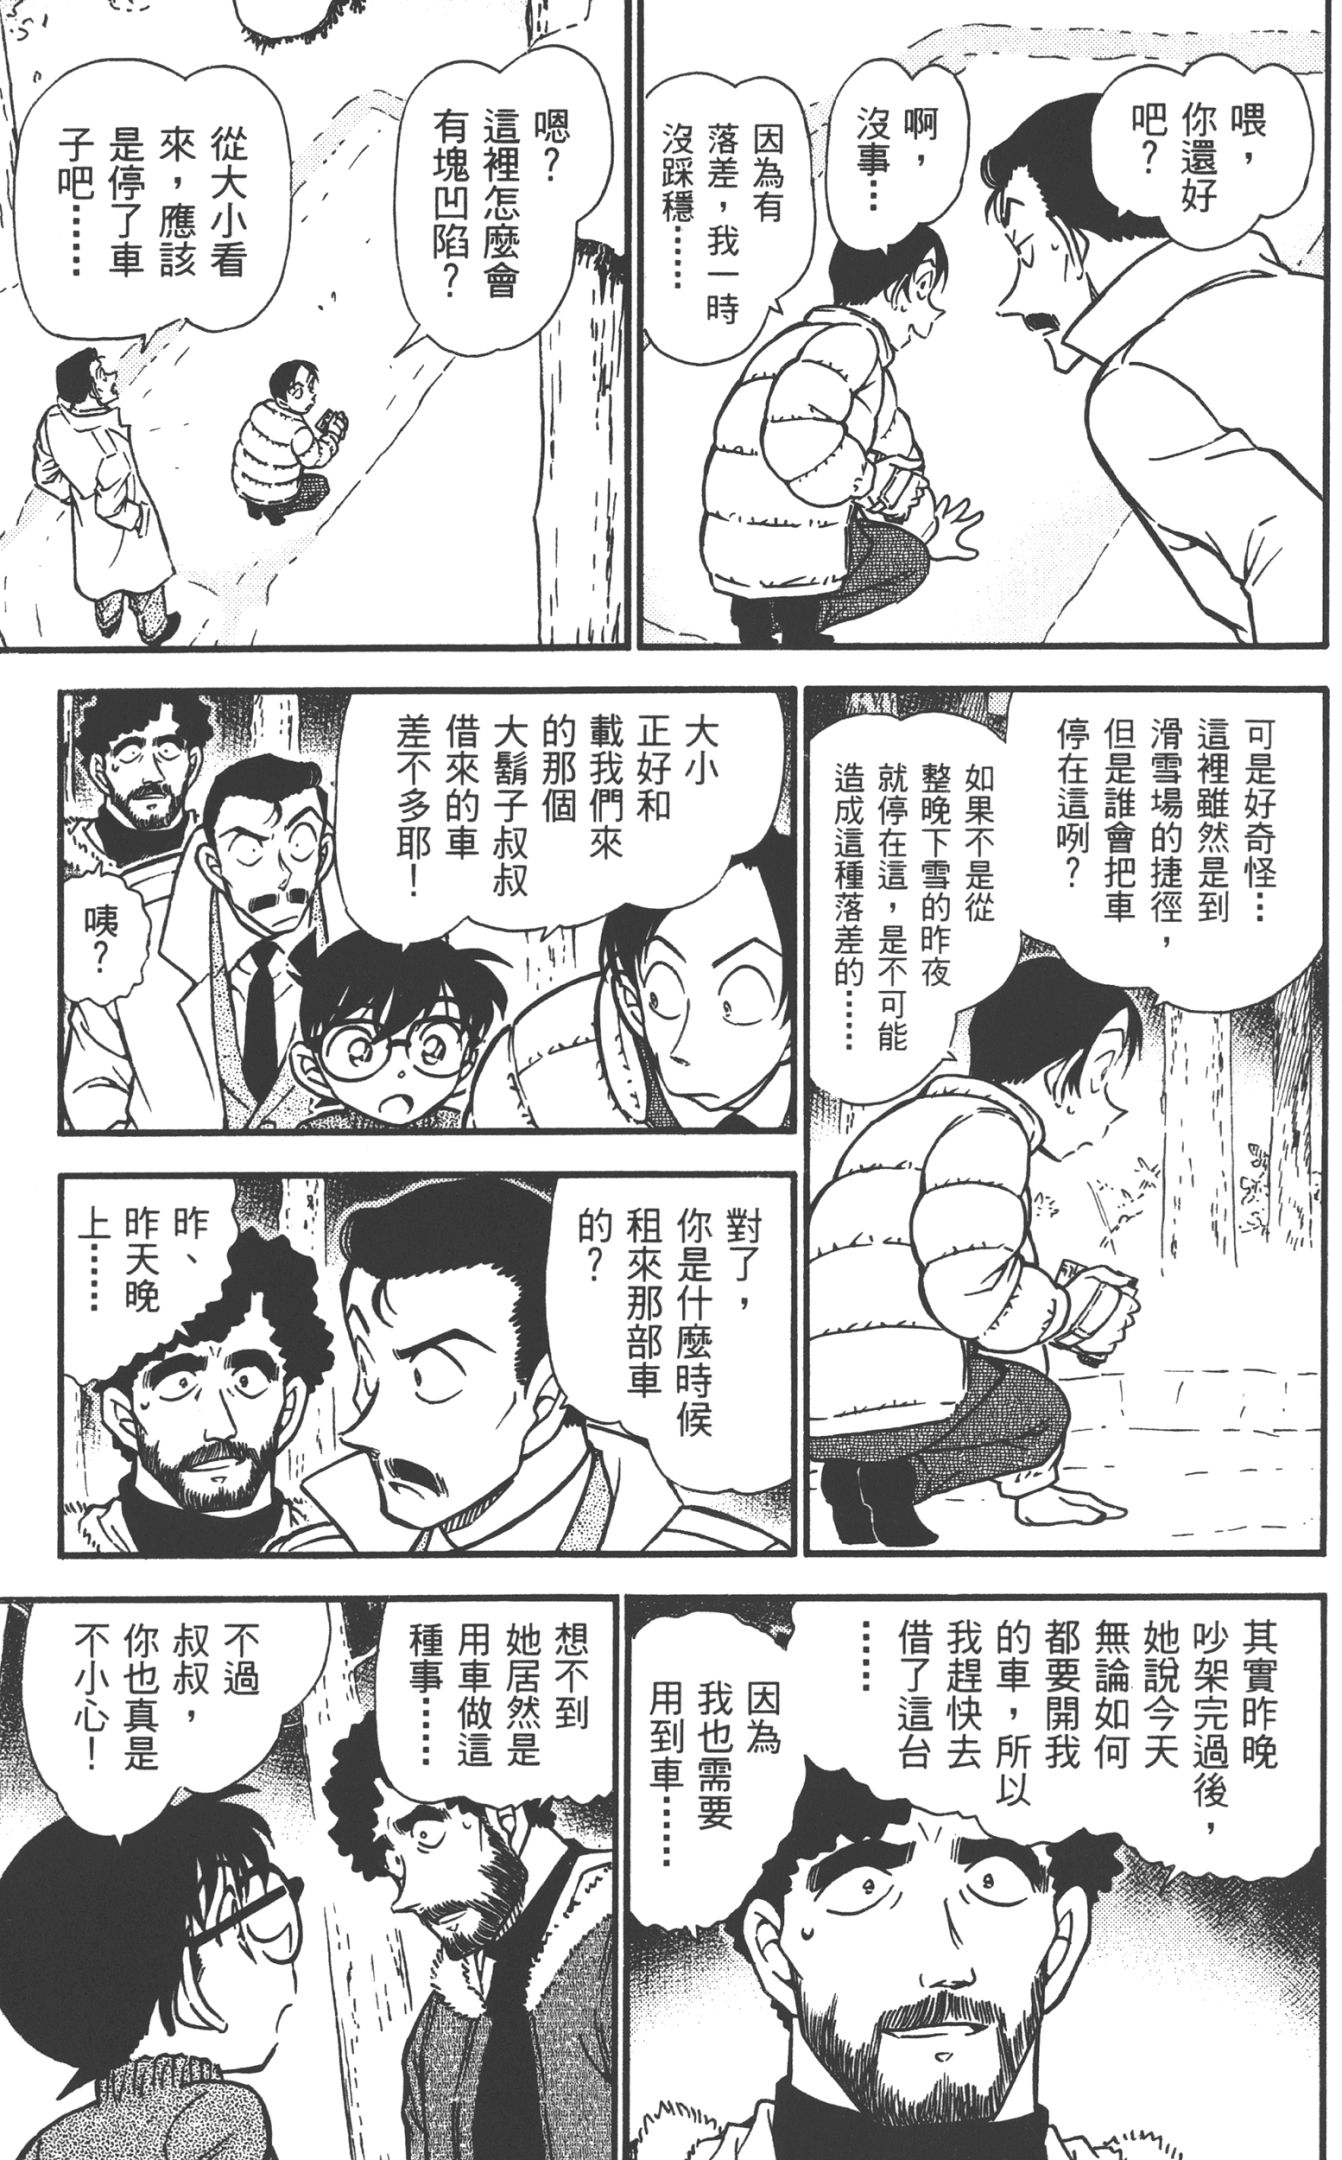 喂，
你還好
吧？
啊，
沒事…
因為有
落差，我一時
沒踩穩……
嗯？
這裡怎麼會
有塊凹陷？
從大小看
來，應該
是停了車
子吧……
可是好奇怪…
這裡雖然是到
滑雪場的捷徑，
但是誰會把車
停在這咧？
如果不是從
整晚下雪的昨夜
就停在這，是不可能
造成這種落差的……
大小
正好和
載我們來
的那個
大鬍子叔叔
借來的車
差不多耶！
咦？
對了，
你是什麼時候
租來那部車
的？
昨、
昨天晚
上……
其實昨晚
吵架完過後，
她說今天
無論如何
都要開我
的車，所以
我趕快去
借了這台
……
因為
我也需要
用到車……
想不到
她居然是
用車做這
種事……
不過
叔叔，
你也真是
不小心！